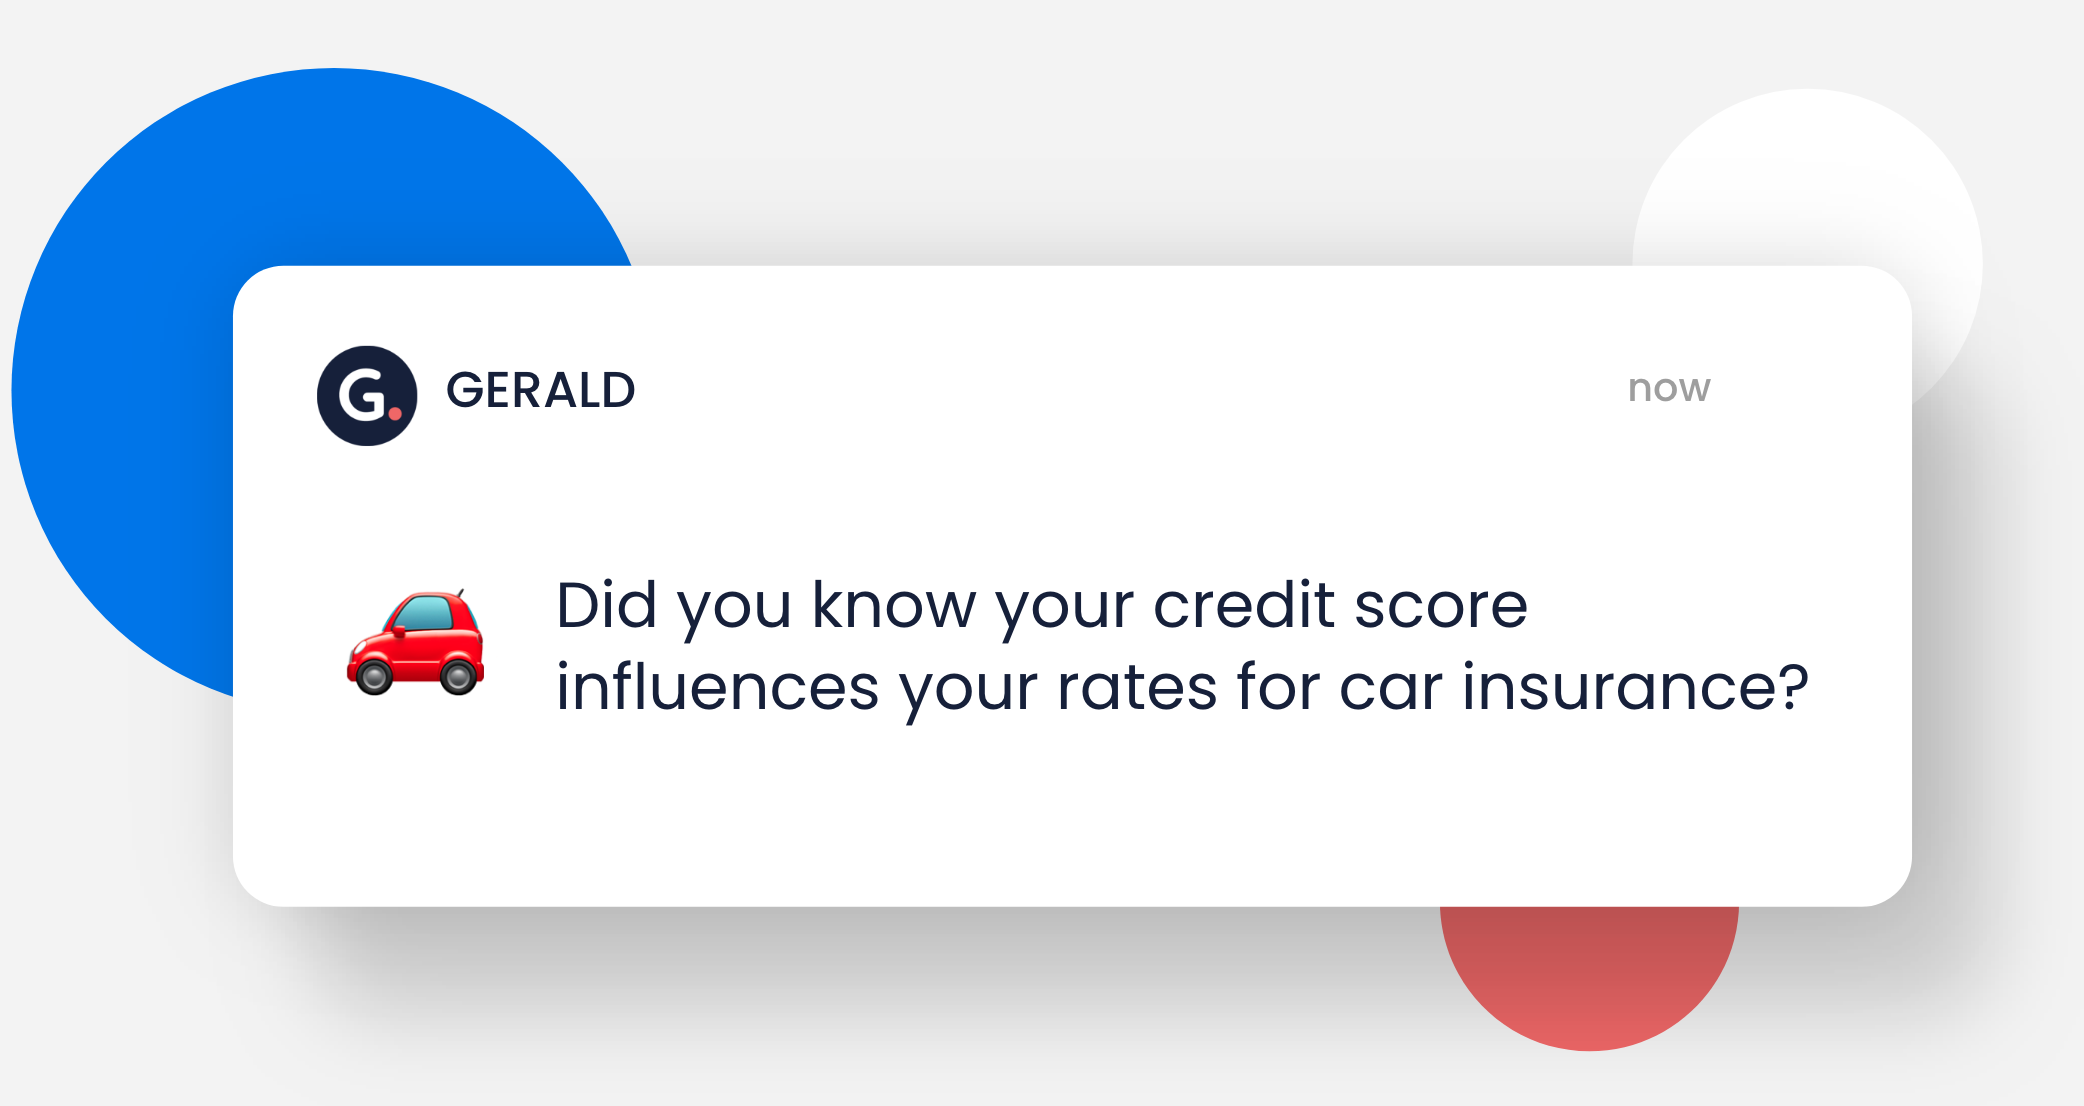 G.
GERALD
now
Did you know your credit score
influences your rates for car insurance?